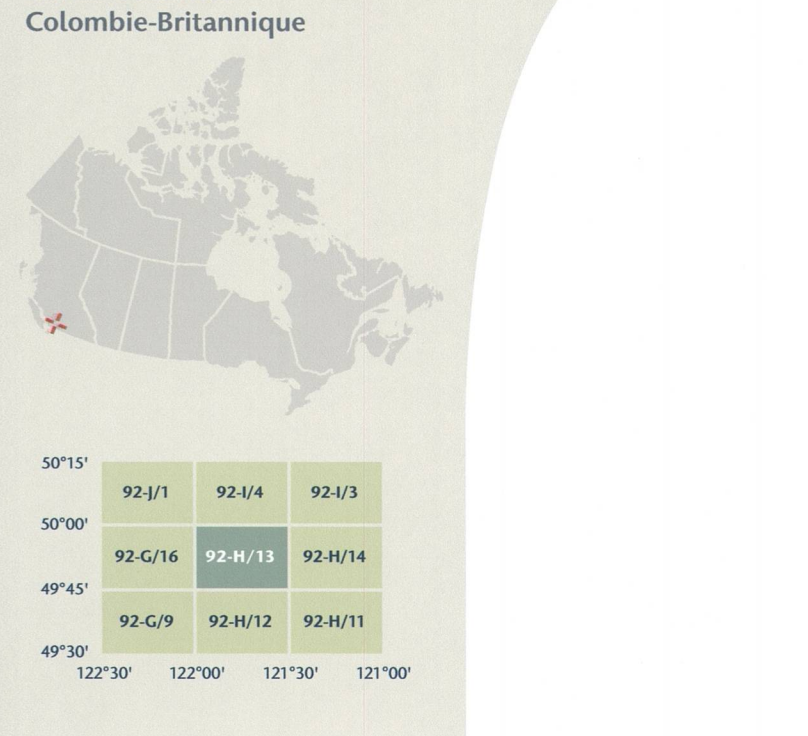 Colombie-Britannique
50°15'
92-J/1 92-I/4 92-I/3
50°00'
92-G/16 92-H/13 92-H/14
49°45'
92-G/9 92-H/12 92-H/11
49°30'
122°30' 122°00' 121°30' 121°00'